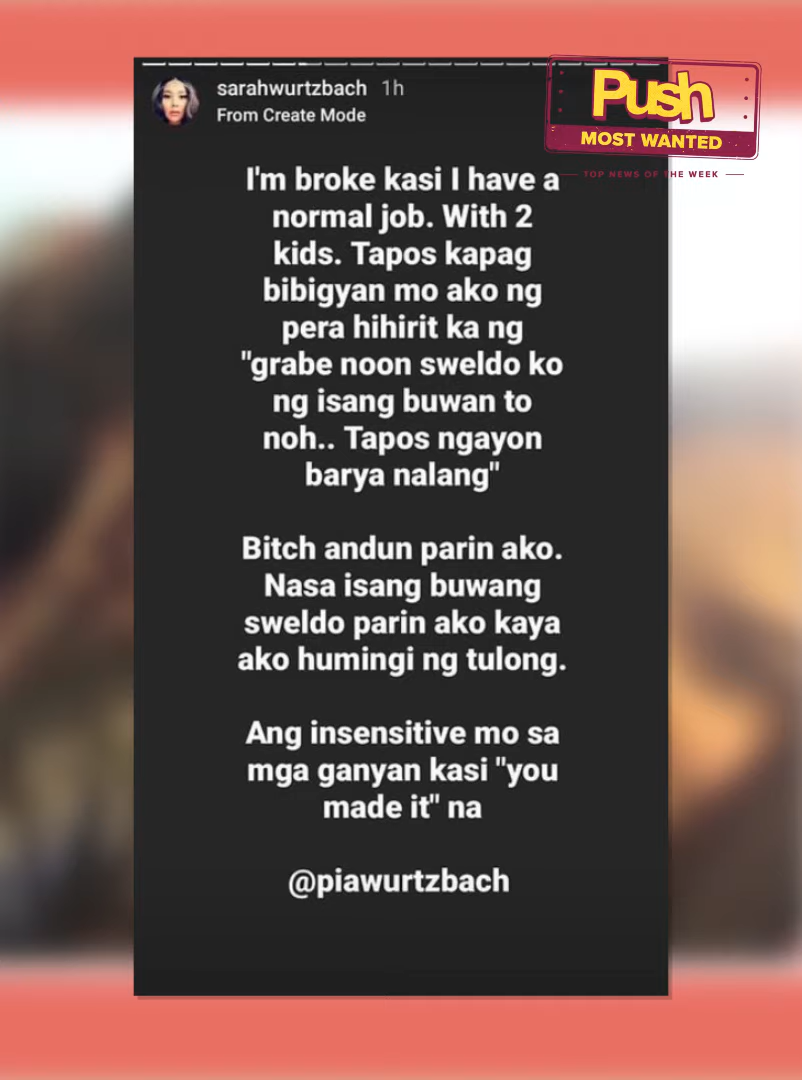 sarahwurtzbach 1h
From Create Mode
Push
MOST WANTED
TOP NEWS OF THE WEEK
I'm broke kasi I have a
normal job. With 2
kids. Tapos kapag
bibigyan mo ako ng
pera hihirit ka ng
"grabe noon sweldo ko
ng isang buwan to
noh.. Tapos ngayon
barya nalang"
Bitch andun parin ako.
Nasa isang buwang
sweldo parin ako kaya
ako humingi ng tulong.
Ang insensitive mo sa
mga ganyan kasi "you
made it" na
@piawurtzbach